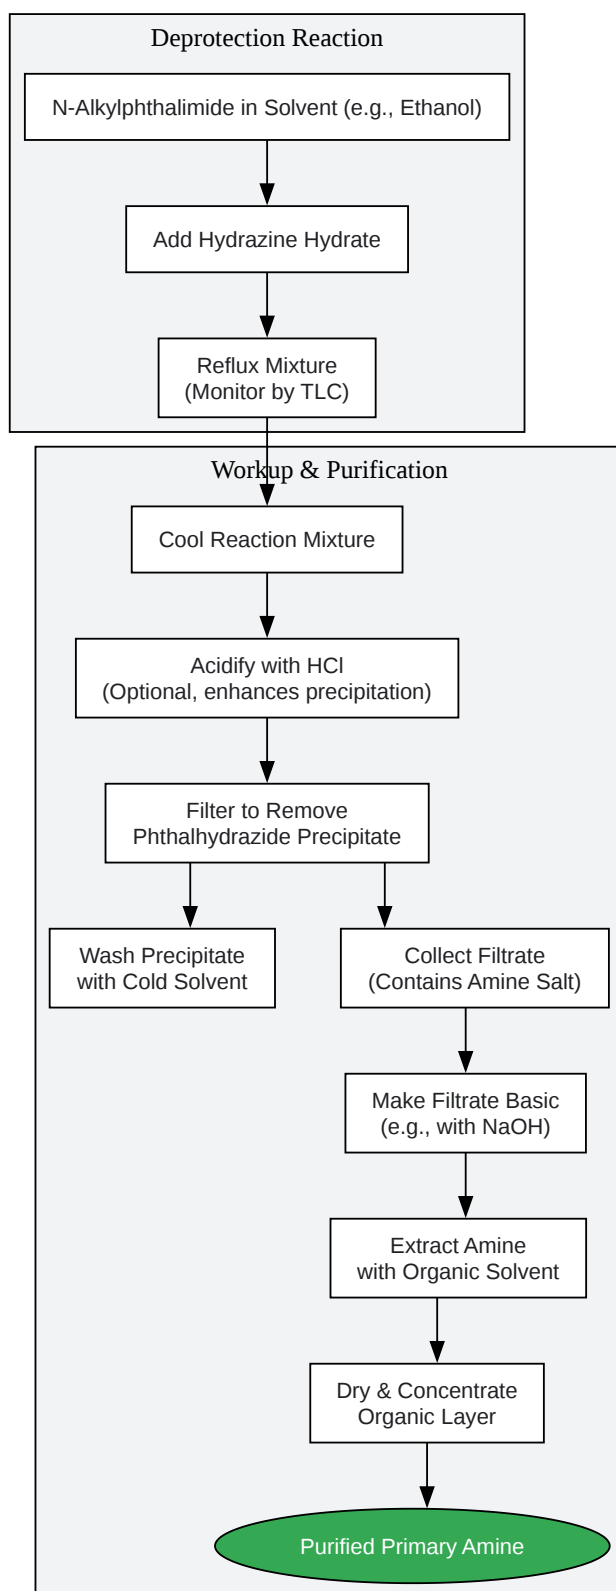 Deprotection Reaction
N-Alkylphthalimide in Solvent (e.g., Ethanol)
Add Hydrazine Hydrate
Reflux Mixture
(Monitor by TLC)
Workup & Purification
Cool Reaction Mixture
Acidify with HCl
(Optional, enhances precipitation)
Filter to Remove
Phthalhydrazide Precipitate
Wash Precipitate
with Cold Solvent
Collect Filtrate
(Contains Amine Salt)
Make Filtrate Basic
(e.g., with NaOH)
Extract Amine
with Organic Solvent
Dry & Concentrate
Organic Layer
Purified Primary Amine